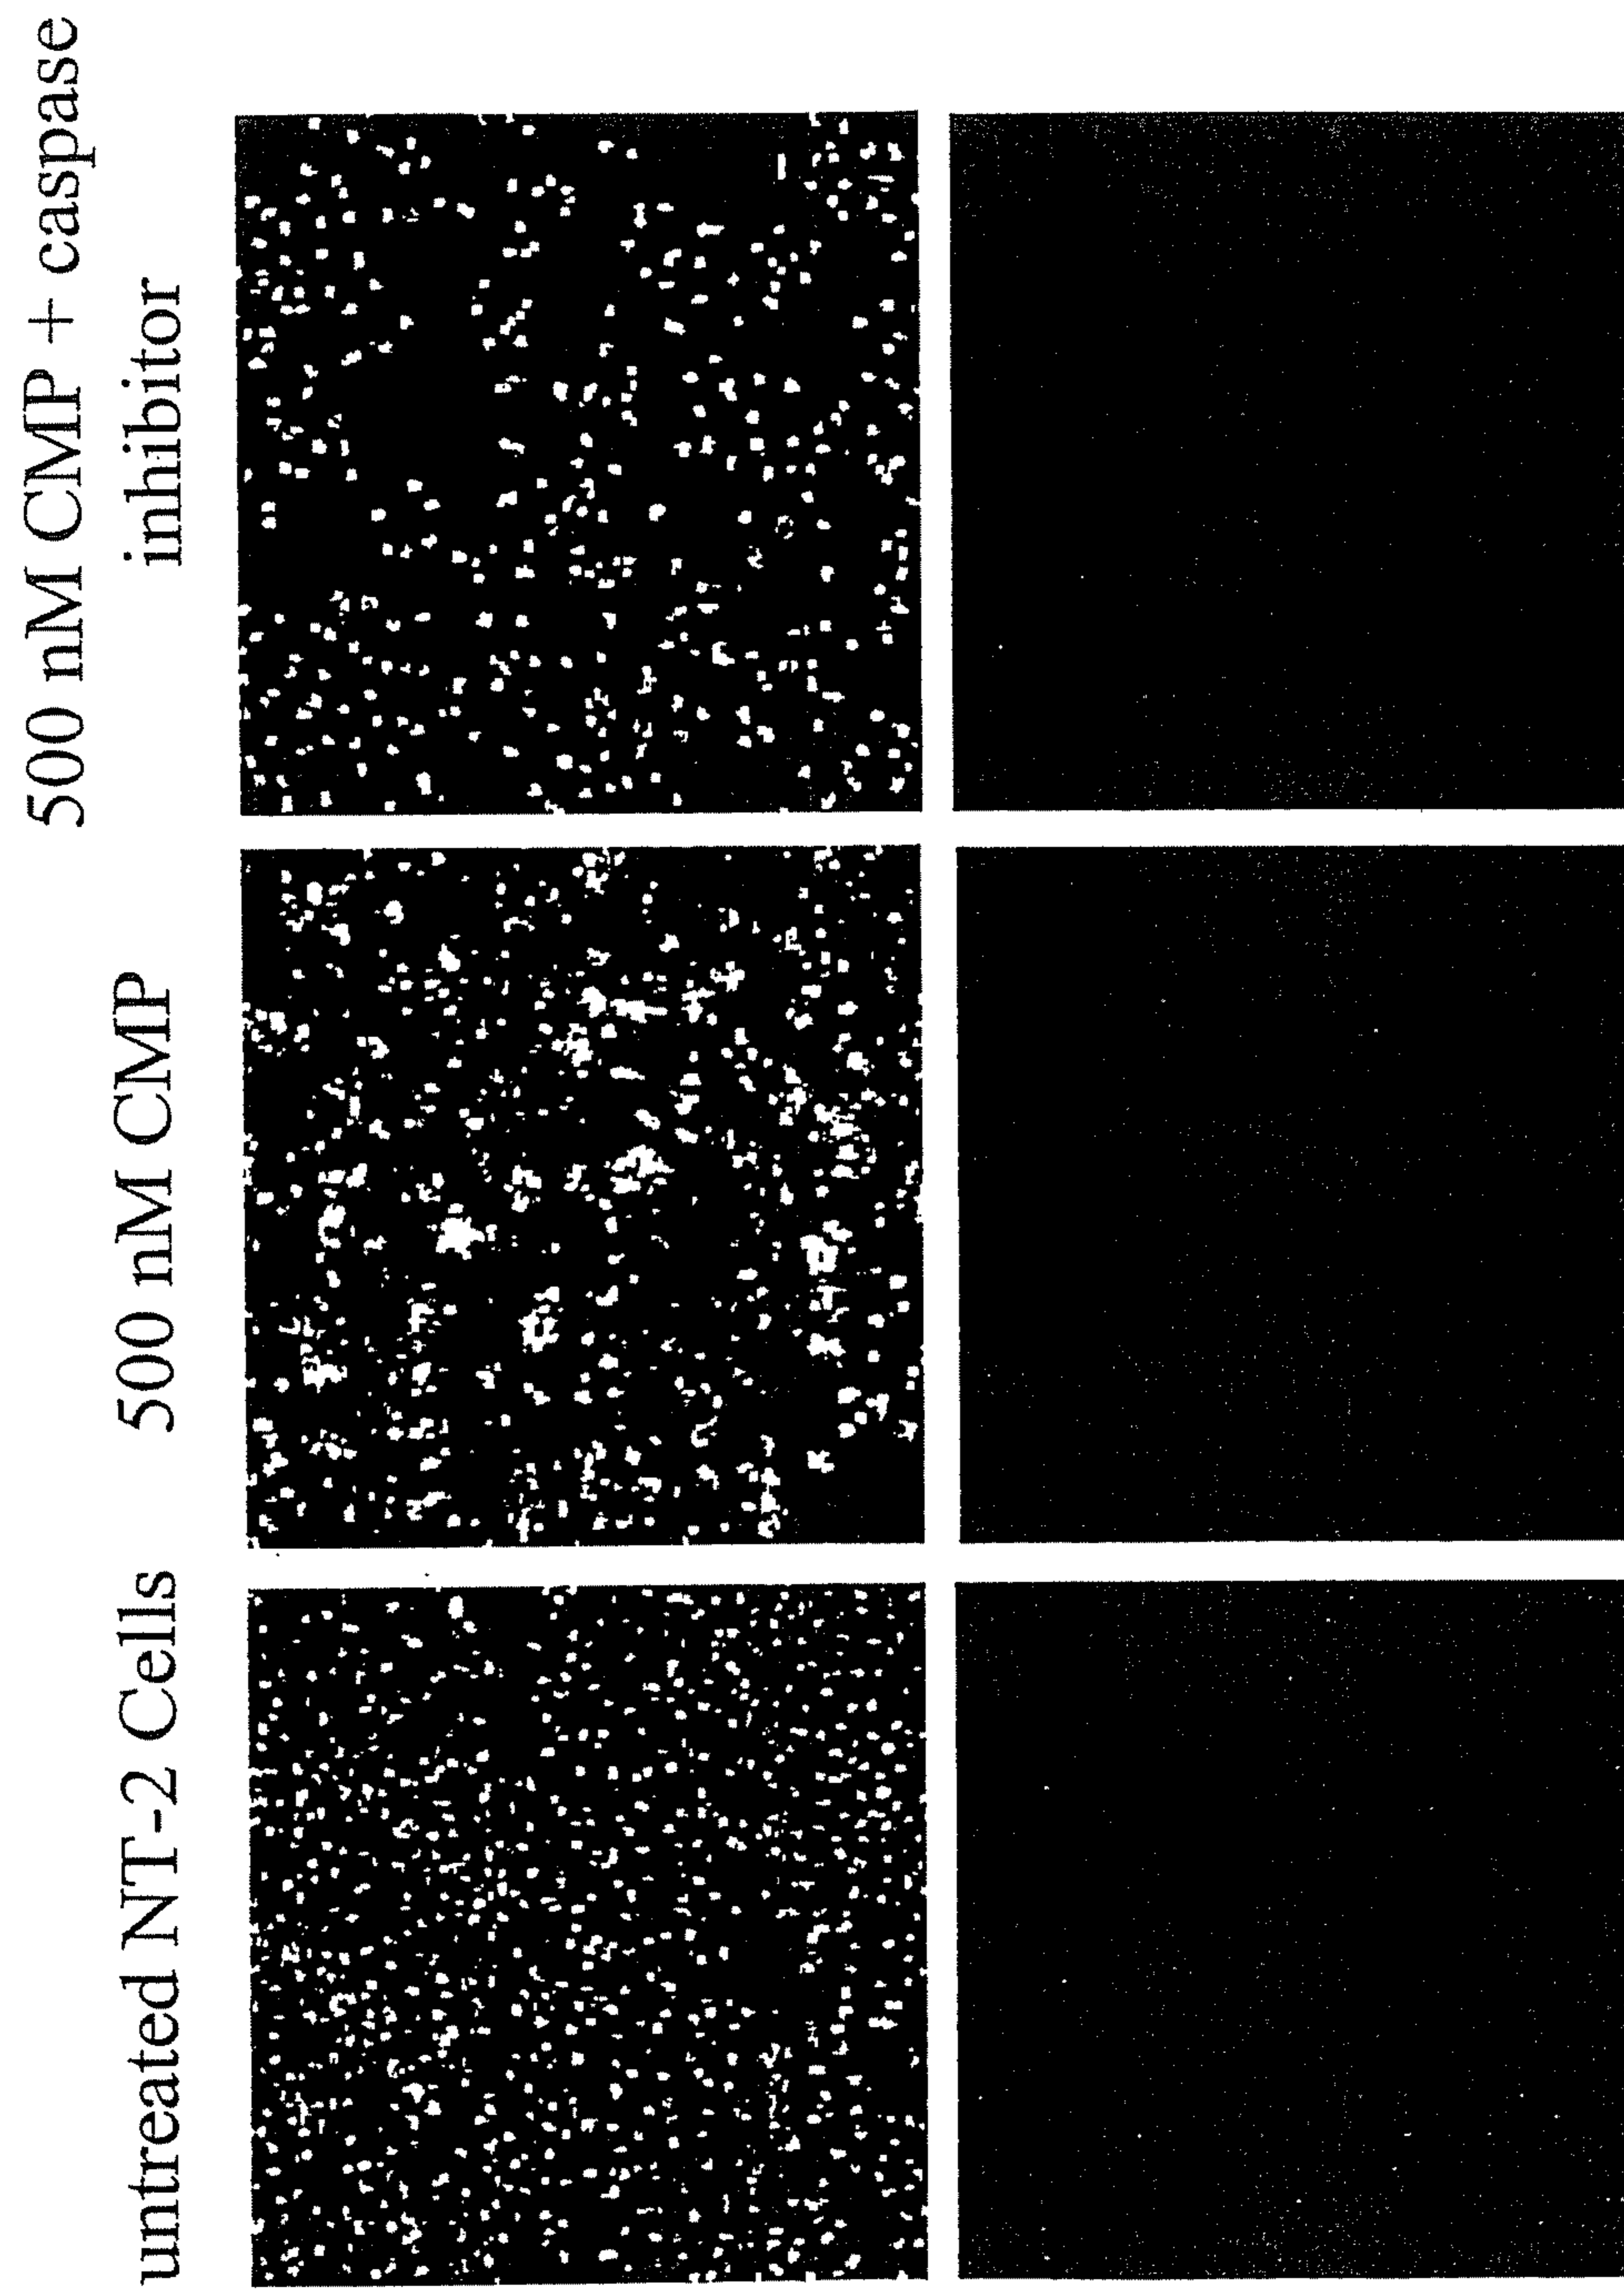 untreated NT-2 Cells
500 nM CMP
500 nM CMP + caspase
inhibitor